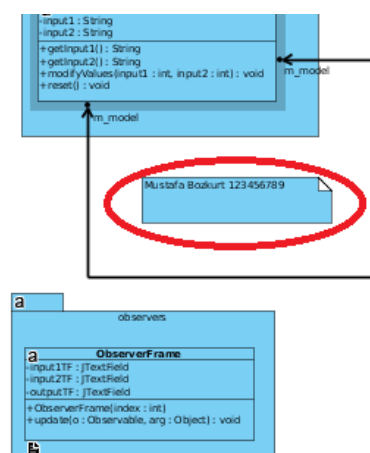 -input1 : String
-input2 : String
+getInput1() : String
+getInput2() : String
+modifyValues(input1 : int, input2 : int) : void
+reset() : void
m_model
m_model
Mustafa Bozkurt 123456789
a
observers
a
ObserverFrame
-input1TF : JTextField
-input2TF : JTextField
-outputTF : JTextField
+ObserverFrame(index : int)
+update(o : Observable, arg : Object) : void